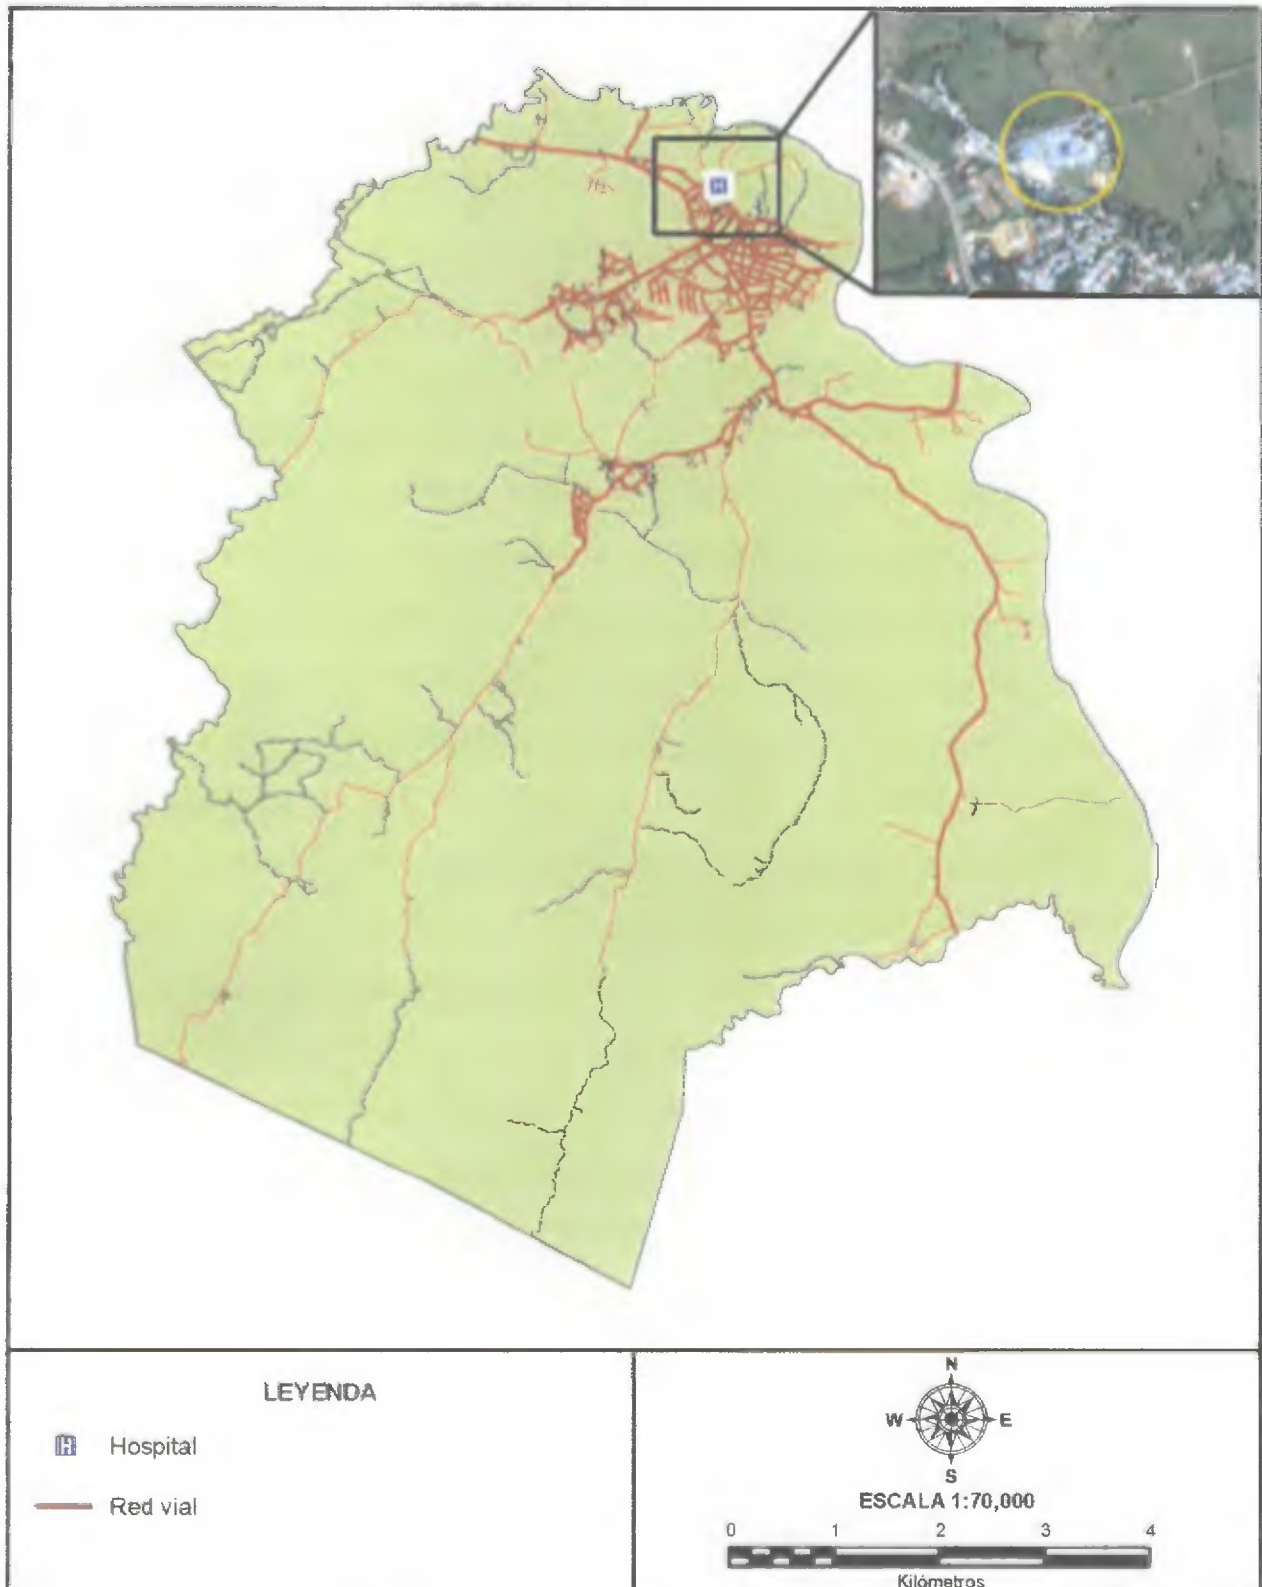 H
LEYENDA
H Hospital
Red vial
N
W E
S
ESCALA 1:70,000
0 1 2 3 4
Kilómetros